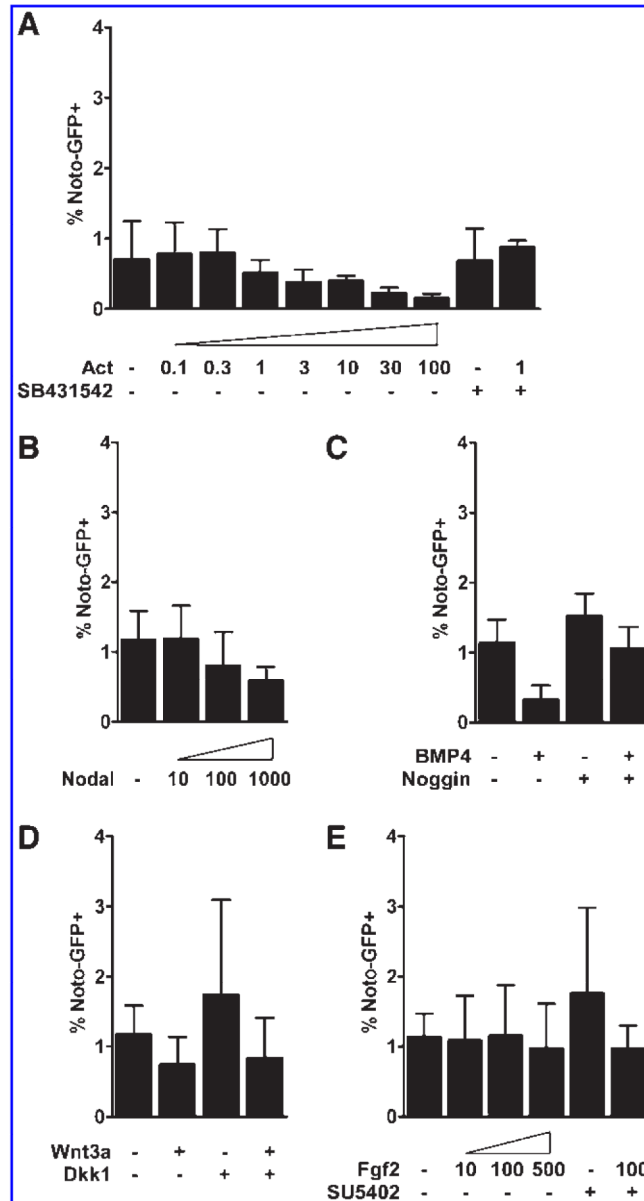 A
% Noto-GFP+
4
3
2
1
0
Act - 0.1 0.3 1 3 10 30 100 - 1
SB431542 - - - - - - - - + +
B
% Noto-GFP+
4
3
2
1
0
Nodal - 10 100 1000
C
% Noto-GFP+
4
3
2
1
0
BMP4 - + - +
Noggin - - + +
D
% Noto-GFP+
4
3
2
1
0
Wnt3a - + - +
Dkk1 - - + +
E
% Noto-GFP+
4
3
2
1
0
Fgf2 - 10 100 500 - 100
SU5402 - - - - + +